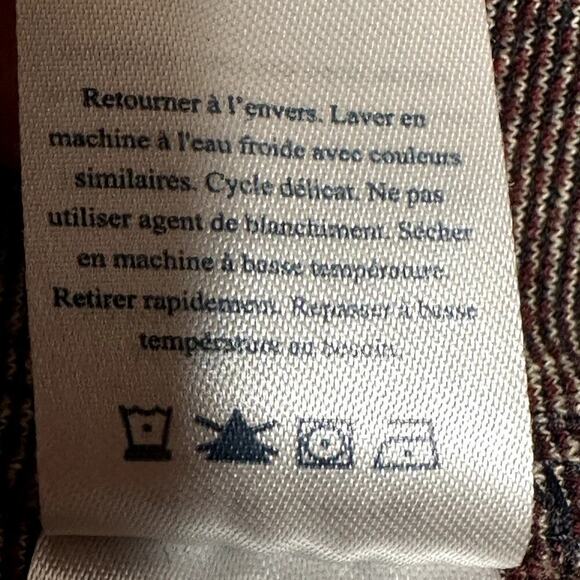 Retourner à l'envers. Laver en
machine à l'eau froide avec couleurs
similaires. Cycle délicat. Ne pas
utiliser agent de blanchiment. Sécher
en machine à basse température.
Retirer rapidement. Repasser à basse
température au besoin.